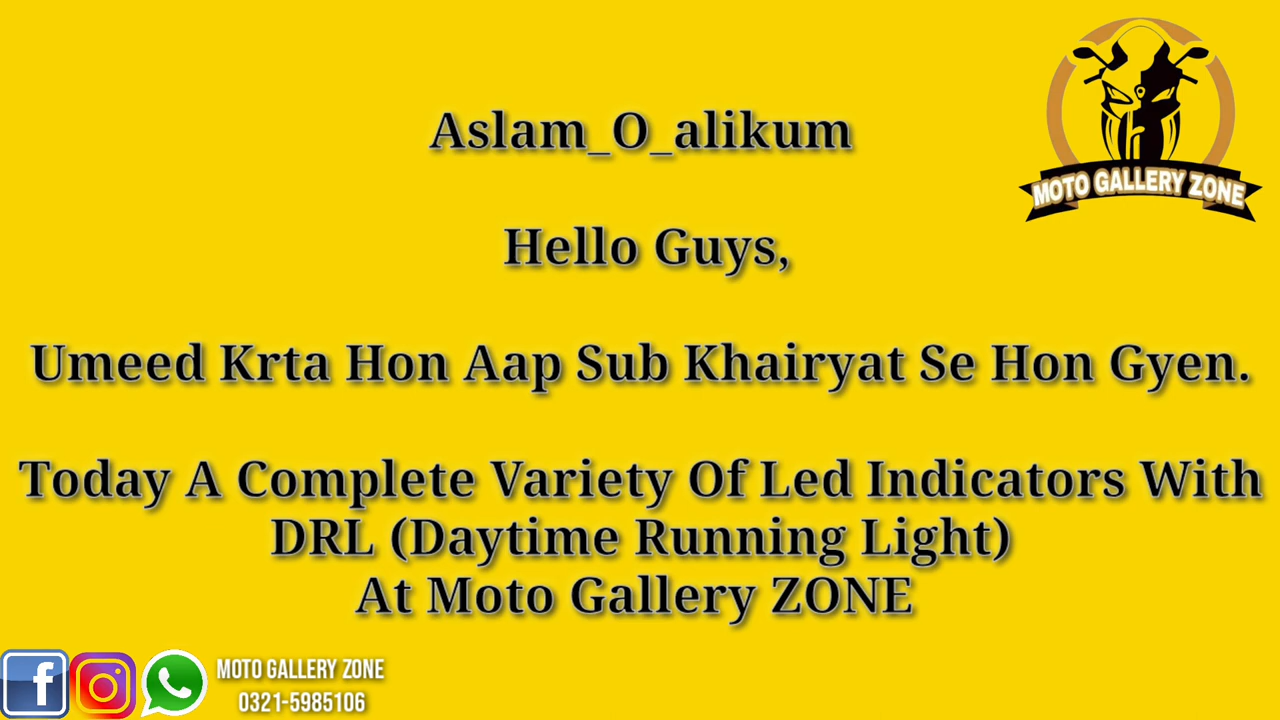 Aslam_O_alikum
MOTO GALLERY ZONE
Hello Guys,
Umeed Krta Hon Aap Sub Khairyat Se Hon Gyen.
Today A Complete Variety Of Led Indicators With
DRL (Daytime Running Light)
At Moto Gallery ZONE
MOTO GALLERY ZONE
0321-5985106